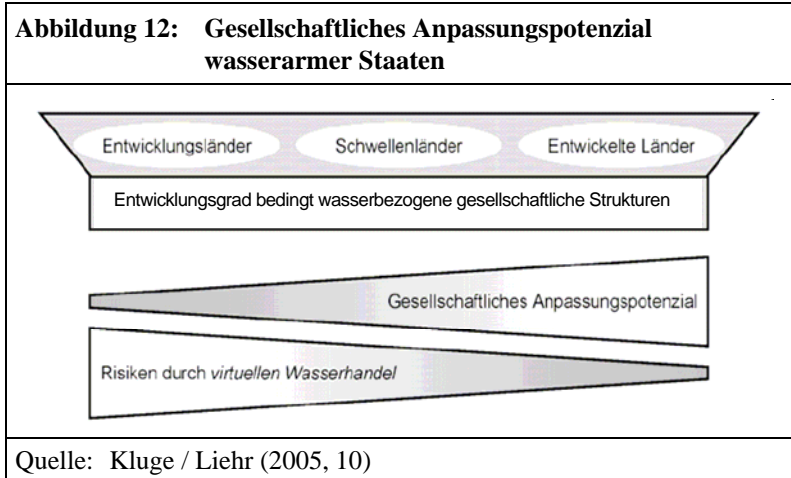 Abbildung 12: Gesellschaftliches Anpassungspotenzial
wasserarmer Staaten
Entwicklungsländer Schwellenländer Entwickelte Länder
Entwicklungsgrad bedingt wasserbezogene gesellschaftliche Strukturen
Gesellschaftliches Anpassungspotenzial
Risiken durch virtuellen Wasserhandel
Quelle: Kluge / Liehr (2005, 10)